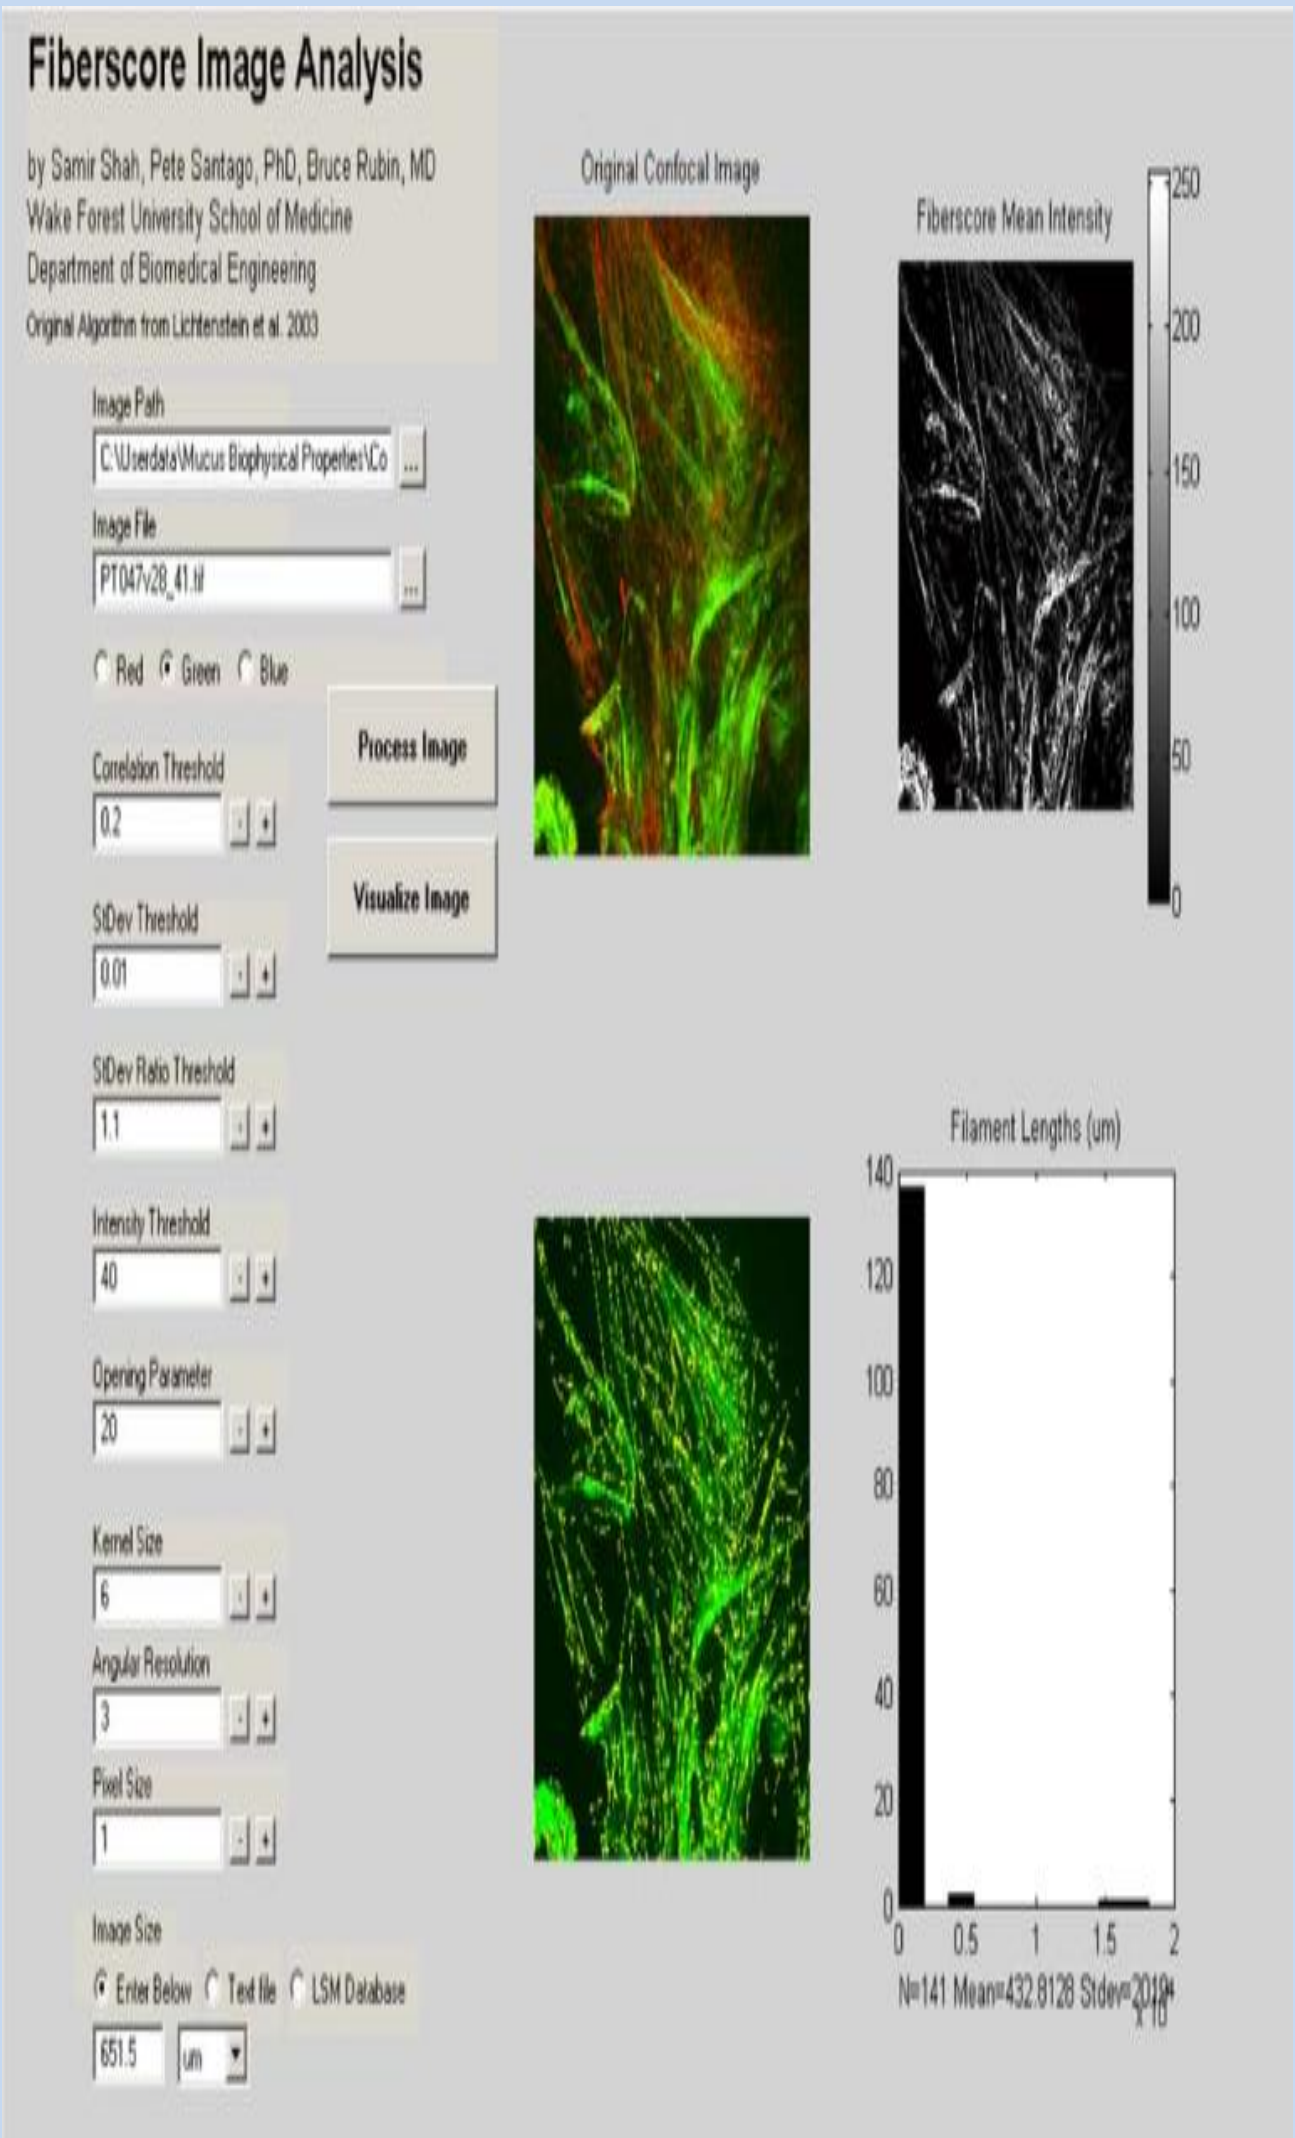 Fiberscore Image Analysis
by Samir Shah, Pete Santago, PhD, Bruce Rubin, MD
Wake Forest University School of Medicine
Department of Biomedical Engineering
Original Algorithm from Lichtenstein et al. 2003
Image Path
C:\Userdata\Mucus Biophysical Properties\Co ...
Image File
PT047v28_41.tif ...
Red Green Blue
Process Image
Visualize Image
Correlation Threshold
0.2 - +
StDev Threshold
0.01 - +
StDev Ratio Threshold
1.1 - +
Intensity Threshold
40 - +
Opening Parameter
20 - +
Kernel Size
6 - +
Angular Resolution
3 - +
Pixel Size
1 - +
Image Size
Enter Below Text file LSM Database
651.5 um
Original Confocal Image
Fiberscore Mean Intensity
250
200
150
100
50
0
Filament Lengths (um)
140
120
100
80
60
40
20
0
0 0.5 1 1.5 2
N=141 Mean=432.8128